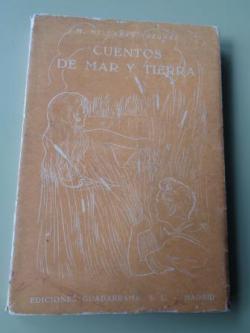 CUENTOS
DE MAR Y TIERRA
EDICIONES GUADARRAMA, S. L. - MADRID